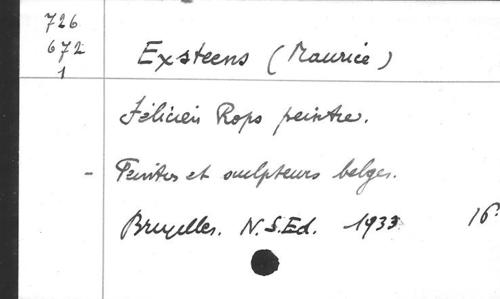 726
672
1
Exsteens (Maurice)
Félicien Rops peintre.
- Peintres et sculpteurs belges.
Bruxelles. N.S.Ed. 1933 16°